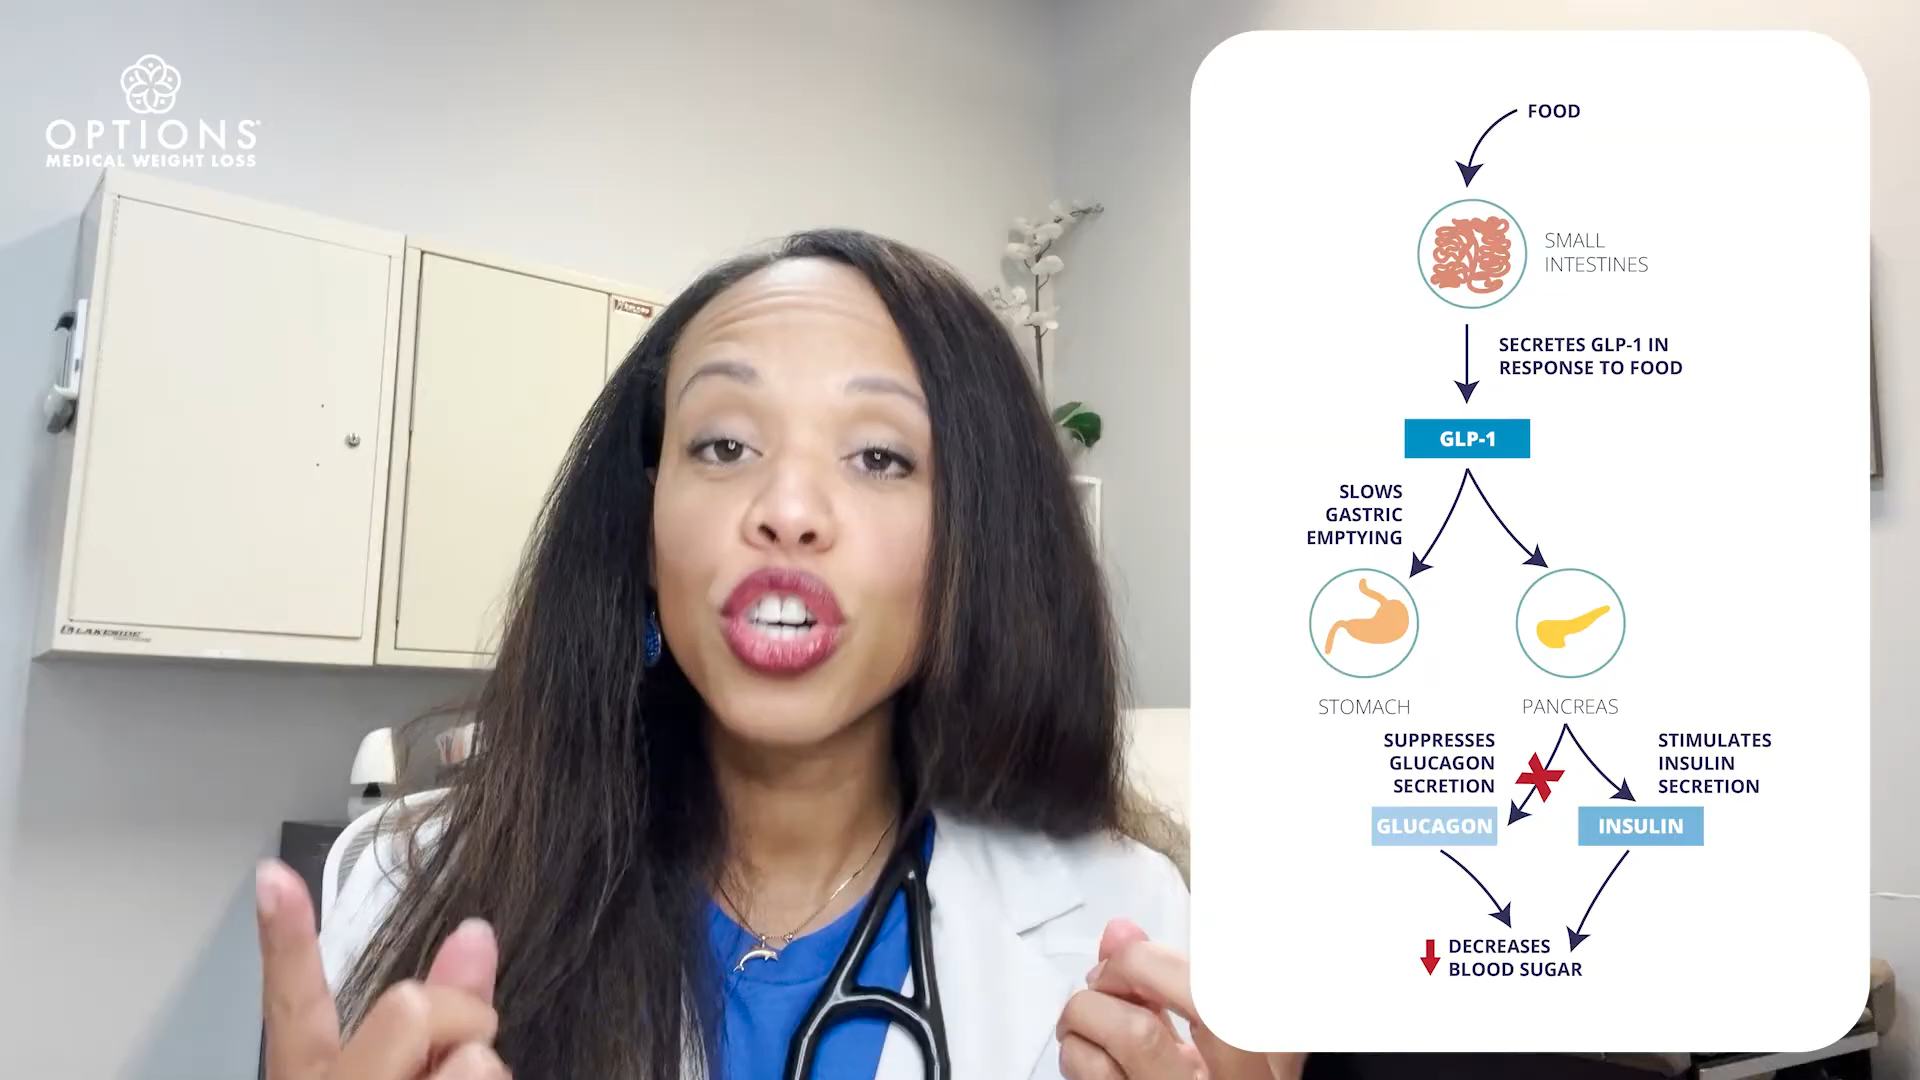 OPTIONS
MEDICAL WEIGHT LOSS
LAKESIDE
FOOD
SMALL
INTESTINES
SECRETES GLP-1 IN
RESPONSE TO FOOD
GLP-1
SLOWS
GASTRIC
EMPTYING
STOMACH
PANCREAS
SUPPRESSES
GLUCAGON
SECRETION
STIMULATES
INSULIN
SECRETION
GLUCAGON
INSULIN
DECREASES
BLOOD SUGAR